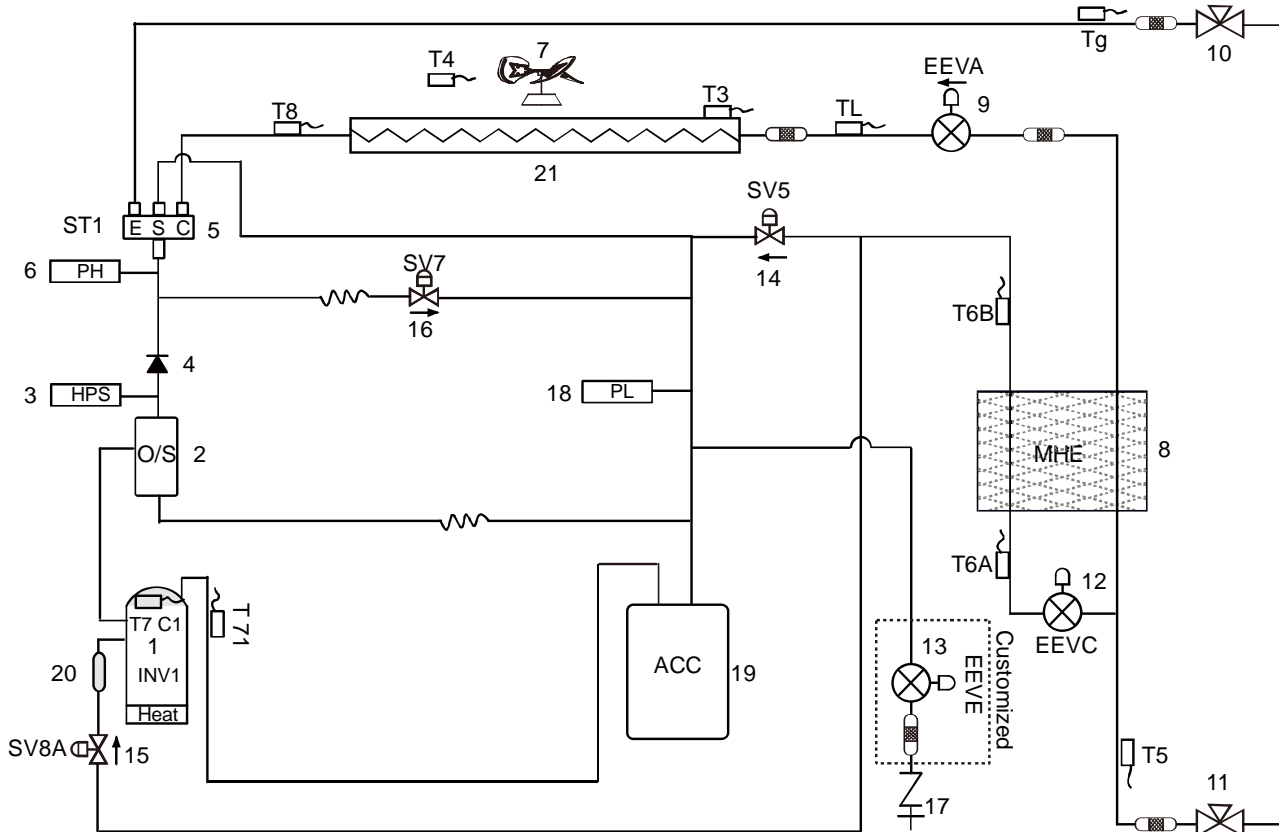 Tg
10
7
T4
EEVA
9
T8
T3
TL
21
SV5
ST1
E S C
5
14
6
PH
SV7
16
T6B
4
3
HPS
18
PL
O/S
2
MHE
8
T6A
12
EEVC
T7 C1
1
INV1
Heat
T 71
20
ACC
19
13
EEVE
Customized
SV8A
15
T5
11
17